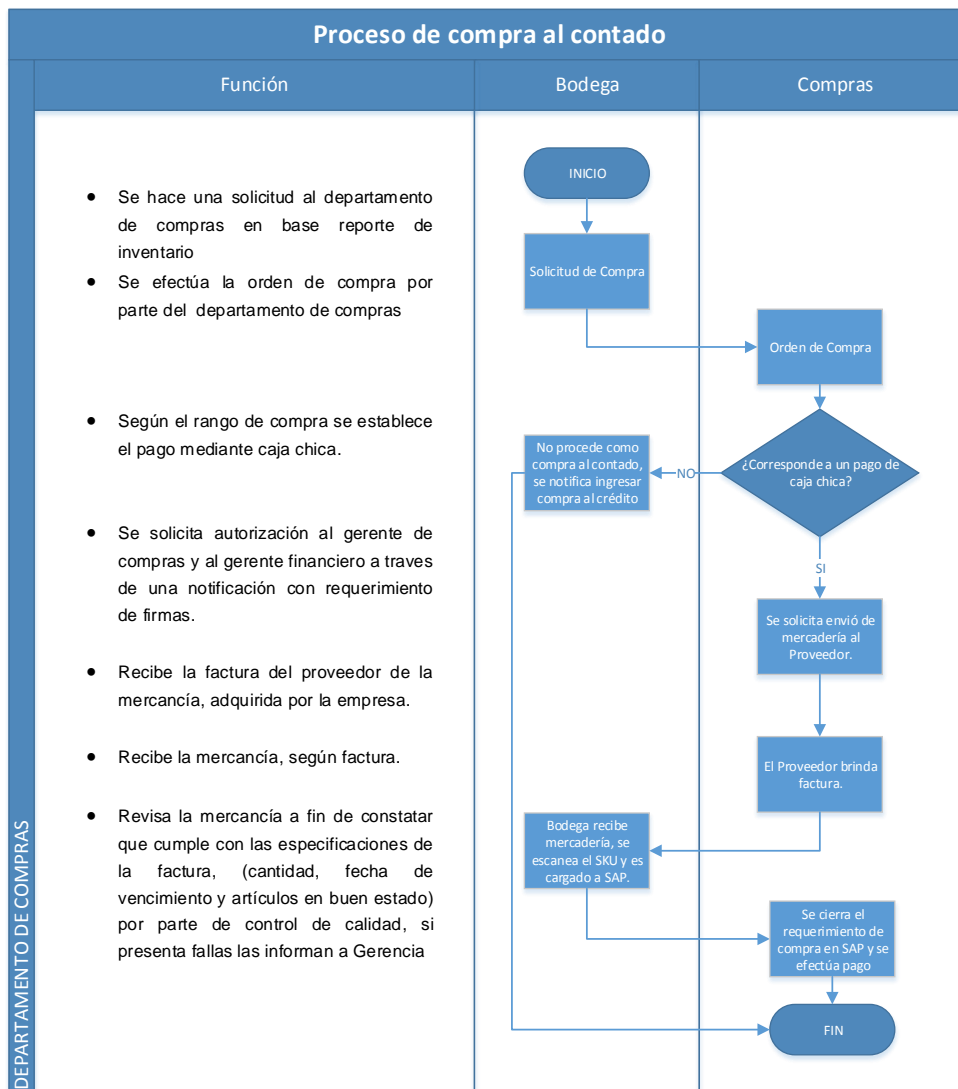 Proceso de compra al contado
Función
Bodega
Compras
DEPARTAMENTO DE COMPRAS
• Se hace una solicitud al departamento
de compras en base reporte de
inventario
• Se efectúa la orden de compra por
parte del departamento de compras
• Según el rango de compra se establece
el pago mediante caja chica.
• Se solicita autorización al gerente de
compras y al gerente financiero a traves
de una notificación con requerimiento
de firmas.
• Recibe la factura del proveedor de la
mercancía, adquirida por la empresa.
• Recibe la mercancía, según factura.
• Revisa la mercancía a fin de constatar
que cumple con las especificaciones de
la factura, (cantidad, fecha de
vencimiento y artículos en buen estado)
por parte de control de calidad, si
presenta fallas las informan a Gerencia
INICIO
Solicitud de Compra
Orden de Compra
¿Corresponde a un pago de
caja chica?
NO
No procede como
compra al contado,
se notifica ingresar
compra al crédito
SI
Se solicita envió de
mercadería al
Proveedor.
El Proveedor brinda
factura.
Bodega recibe
mercadería, se
escanea el SKU y es
cargado a SAP.
Se cierra el
requerimiento de
compra en SAP y se
efectúa pago
FIN